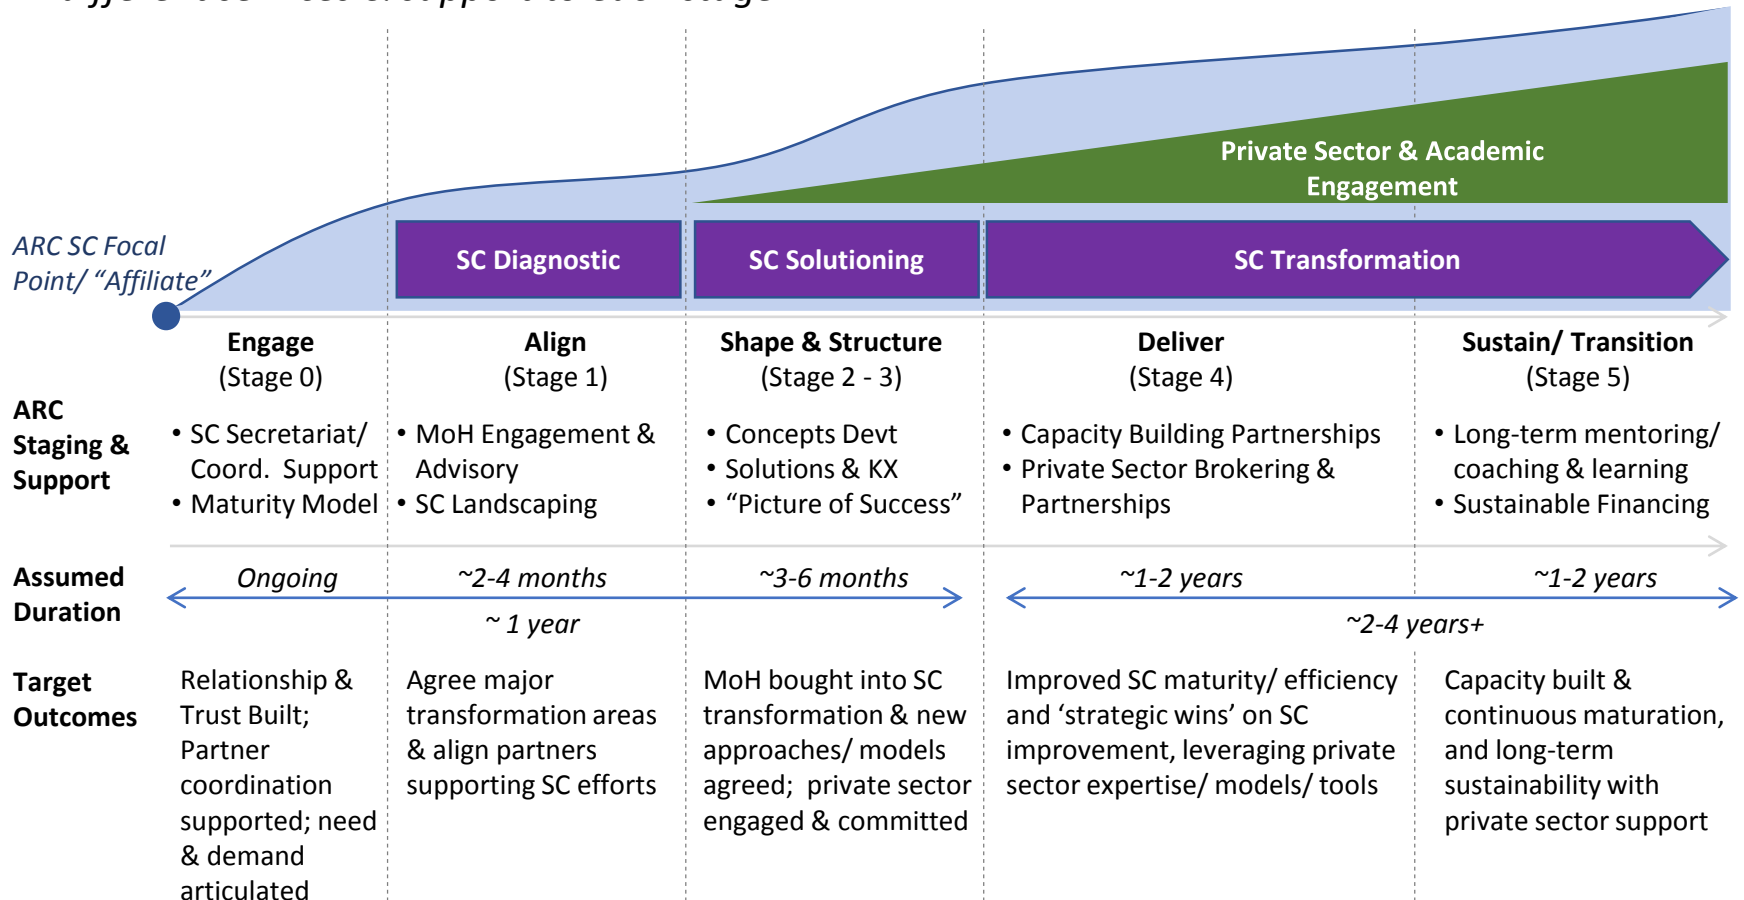 Private Sector & Academic
Engagement
ARC SC Focal
Point/ “Affiliate”
SC Diagnostic
SC Solutioning
SC Transformation
Engage
(Stage 0)
Align
(Stage 1)
Shape & Structure
(Stage 2 - 3)
Deliver
(Stage 4)
Sustain/ Transition
(Stage 5)
ARC
Staging &
Support
• SC Secretariat/
Coord. Support
• Maturity Model
• MoH Engagement &
Advisory
• SC Landscaping
• Concepts Devt
• Solutions & KX
• “Picture of Success”
• Capacity Building Partnerships
• Private Sector Brokering &
Partnerships
• Long-term mentoring/
coaching & learning
• Sustainable Financing
Assumed
Duration
Ongoing
~2-4 months
~3-6 months
~1-2 years
~1-2 years
~ 1 year
~2-4 years+
Target
Outcomes
Relationship &
Trust Built;
Partner
coordination
supported; need
& demand
articulated
Agree major
transformation areas
& align partners
supporting SC efforts
MoH bought into SC
transformation & new
approaches/ models
agreed; private sector
engaged & committed
Improved SC maturity/ efficiency
and ‘strategic wins’ on SC
improvement, leveraging private
sector expertise/ models/ tools
Capacity built &
continuous maturation,
and long-term
sustainability with
private sector support